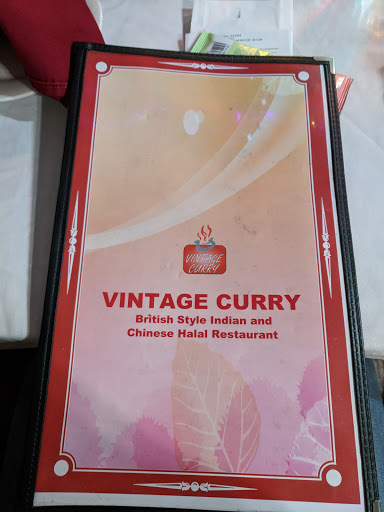 VINTAGE
CURRY
VINTAGE CURRY
British Style Indian and
Chinese Halal Restaurant